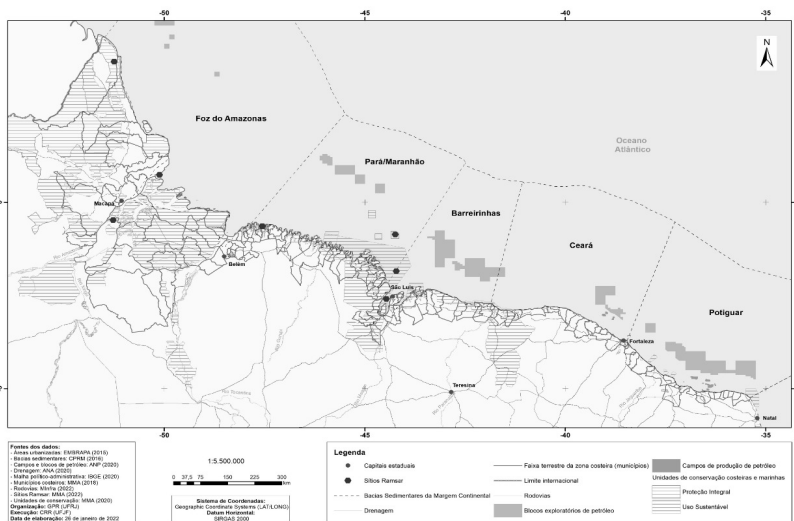 -50
-45
-40
-35
N
Foz do Amazonas
Oceano
Atlântico
Pará/Maranhão
Barreirinhas
Ceará
Potiguar
Macapá
Belém
São Luís
Fortaleza
Teresina
Natal
-50
-45
-40
-35
Fontes dos dados:
- Áreas urbanizadas: EMBRAPA (2015)
- Bacias sedimentares: CPRM (2016)
- Campos e blocos de petróleo: ANP (2020)
- Drenagem: ANA (2020)
- Malha político-administrativa: IBGE (2020)
- Municípios costeiros: MMA (2018)
- Rodovias: MInfra (2022)
- Sítios Ramsar: MMA (2022)
- Unidades de conservação: MMA (2020)
Organização: GPR (UFRJ)
Execução: CRR (UFJF)
Data de elaboração: 26 de janeiro de 2022
1:5.500.000
0 37,5 75 150 225 300
km
Sistema de Coordenadas:
Geographic Coordinate Systems (LAT/LONG)
Datum Horizontal:
SIRGAS 2000
Legenda
Capitais estaduais
Sítios Ramsar
Bacias Sedimentares da Margem Continental
Drenagem
Faixa terrestre da zona costeira (municípios)
Limite internacional
Rodovias
Blocos exploratórios de petróleo
Campos de produção de petróleo
Unidades de conservação costeiras e marinhas
Proteção Integral
Uso Sustentável